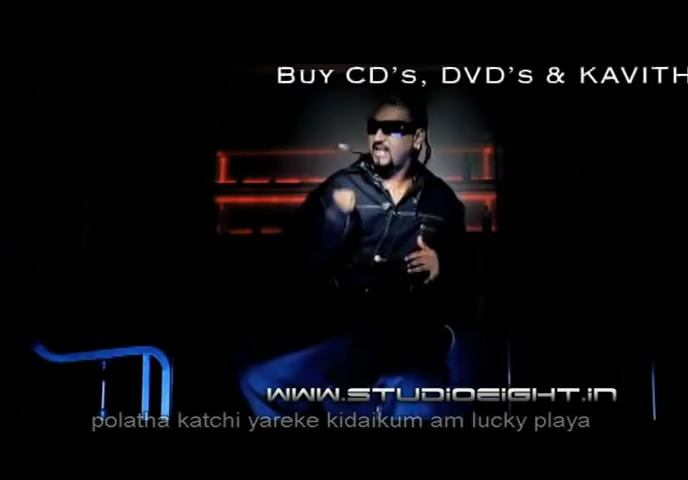 Buy CD's, DVD's & KAVITH
www.studioeight.in
polatha katchi yareke kidaikum am lucky playa